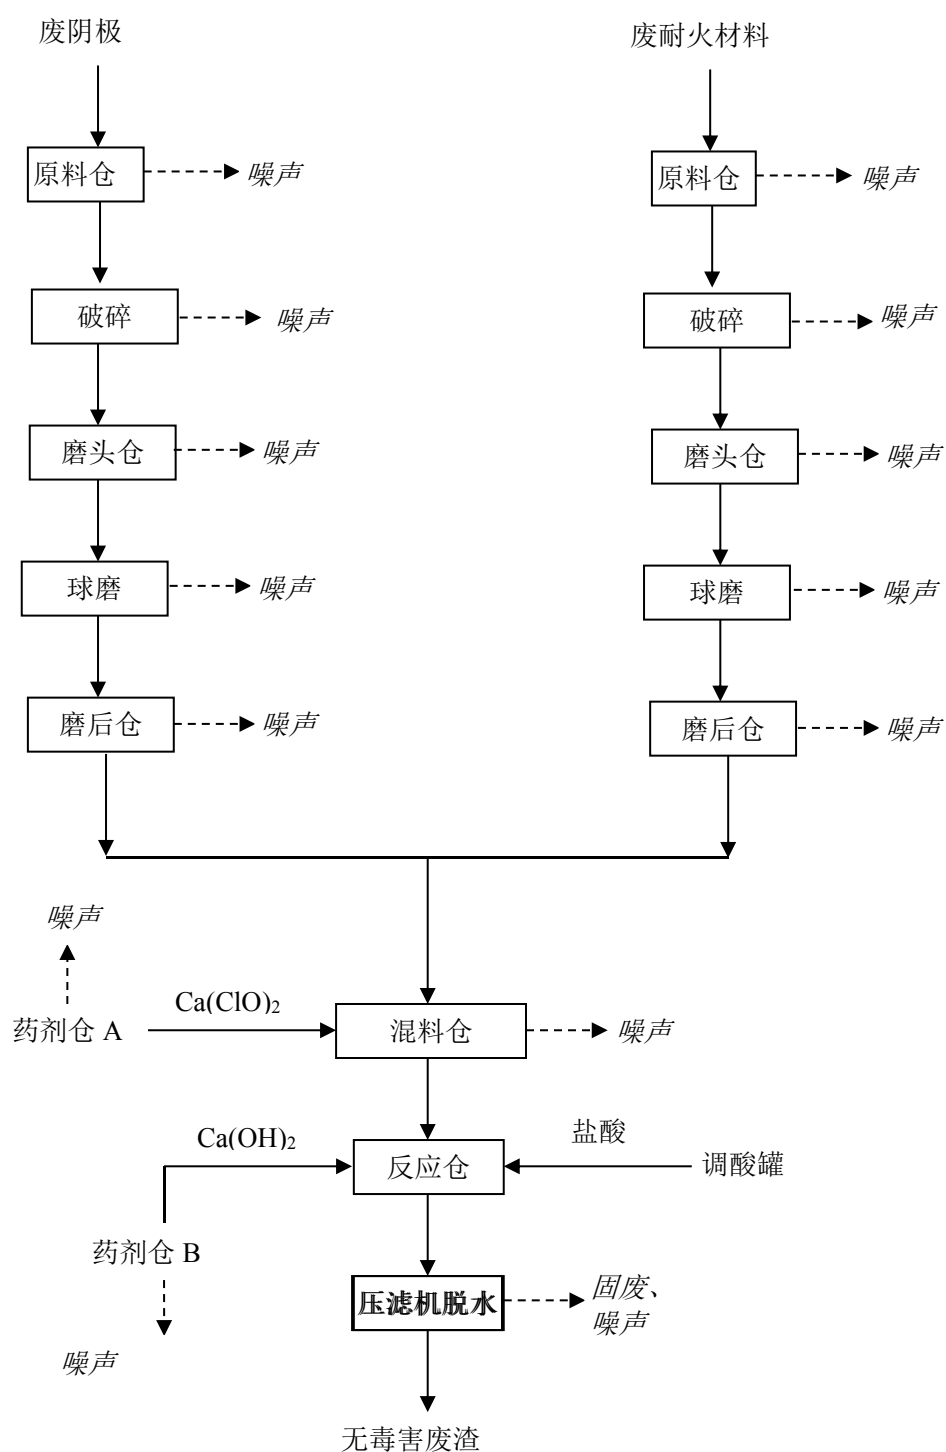 废阴极
废耐火材料
原料仓
噪声
原料仓
噪声
破碎
噪声
破碎
噪声
磨头仓
噪声
磨头仓
噪声
球磨
噪声
球磨
噪声
磨后仓
噪声
磨后仓
噪声
噪声
药剂仓 A
Ca(ClO)₂
混料仓
噪声
Ca(OH)₂
反应仓
盐酸
调酸罐
药剂仓 B
噪声
压滤机脱水
固废、
噪声
无毒害废渣